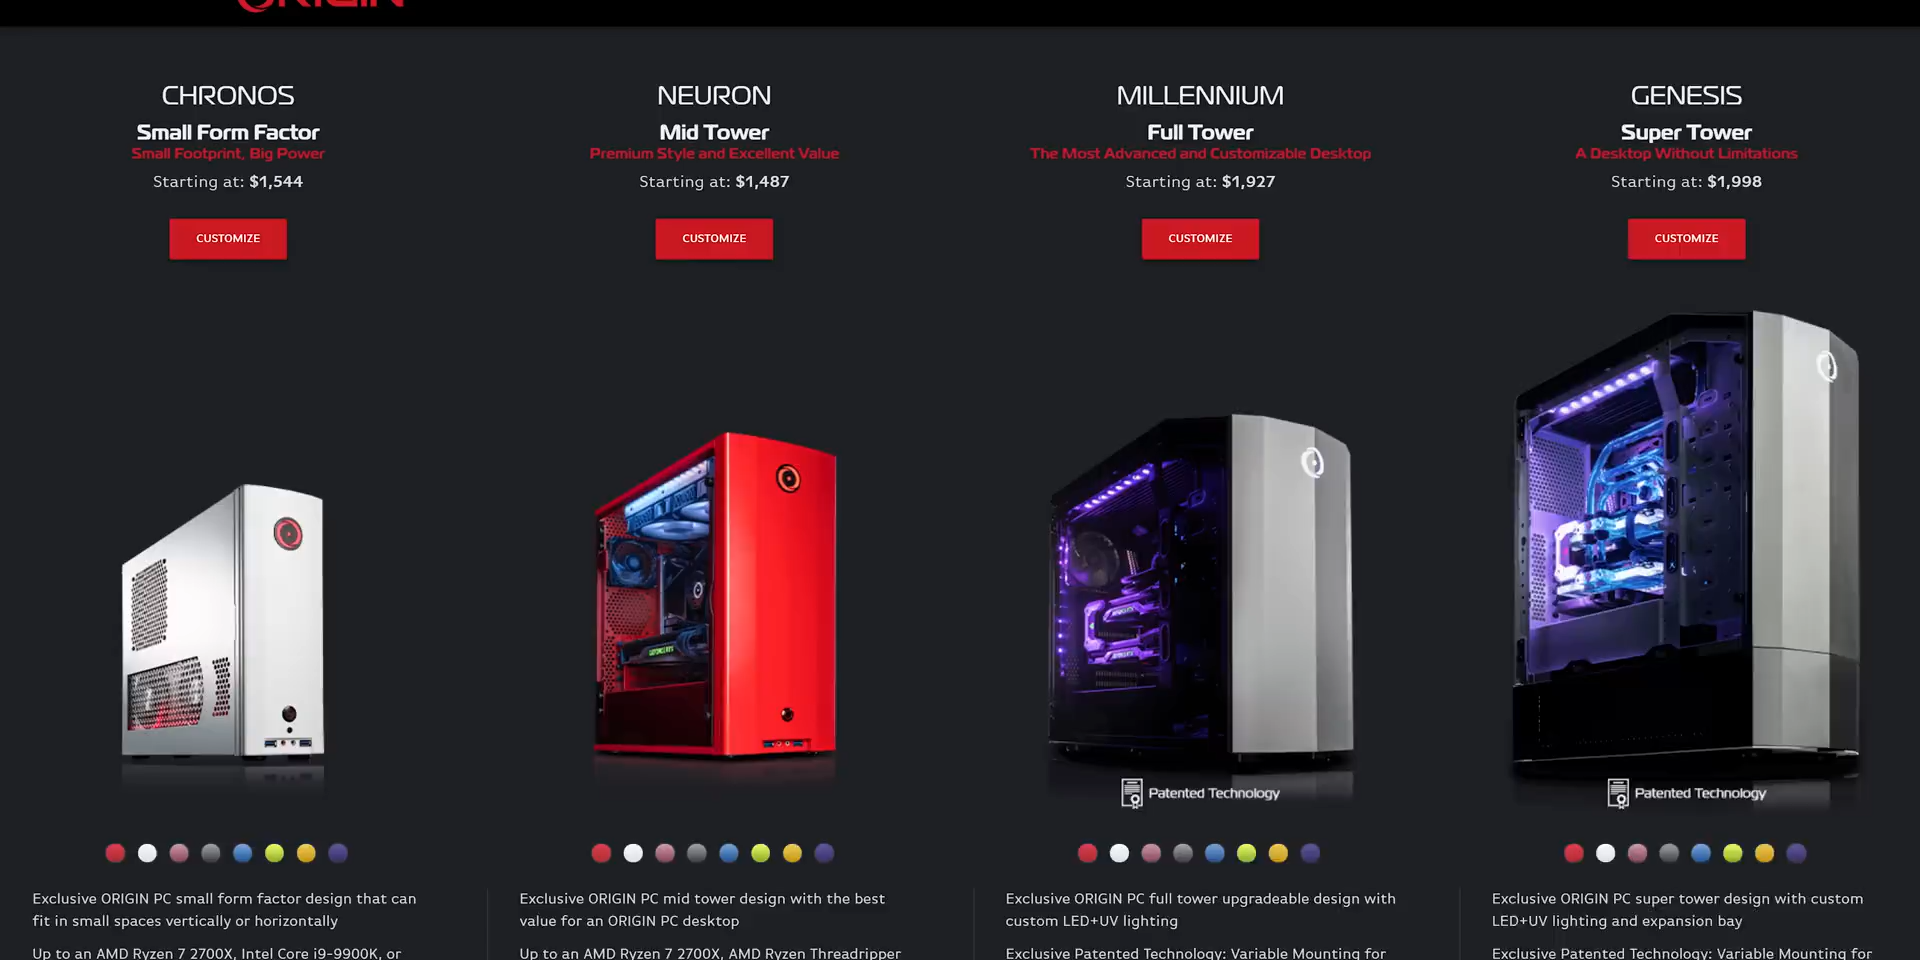 ORIGIN
CHRONOS
Small Form Factor
Small Footprint, Big Power
Starting at: $1,544
CUSTOMIZE
NEURON
Mid Tower
Premium Style and Excellent Value
Starting at: $1,487
CUSTOMIZE
MILLENNIUM
Full Tower
The Most Advanced and Customizable Desktop
Starting at: $1,927
CUSTOMIZE
GENESIS
Super Tower
A Desktop Without Limitations
Starting at: $1,998
CUSTOMIZE
GEFORCE RTX
Patented Technology
Patented Technology
Exclusive ORIGIN PC small form factor design that can
fit in small spaces vertically or horizontally
Up to an AMD Ryzen 7 2700X, Intel Core i9-9900K, or
Exclusive ORIGIN PC mid tower design with the best
value for an ORIGIN PC desktop
Up to an AMD Ryzen 7 2700X, AMD Ryzen Threadripper
Exclusive ORIGIN PC full tower upgradeable design with
custom LED+UV lighting
Exclusive Patented Technology: Variable Mounting for
Exclusive ORIGIN PC super tower design with custom
LED+UV lighting and expansion bay
Exclusive Patented Technology: Variable Mounting for